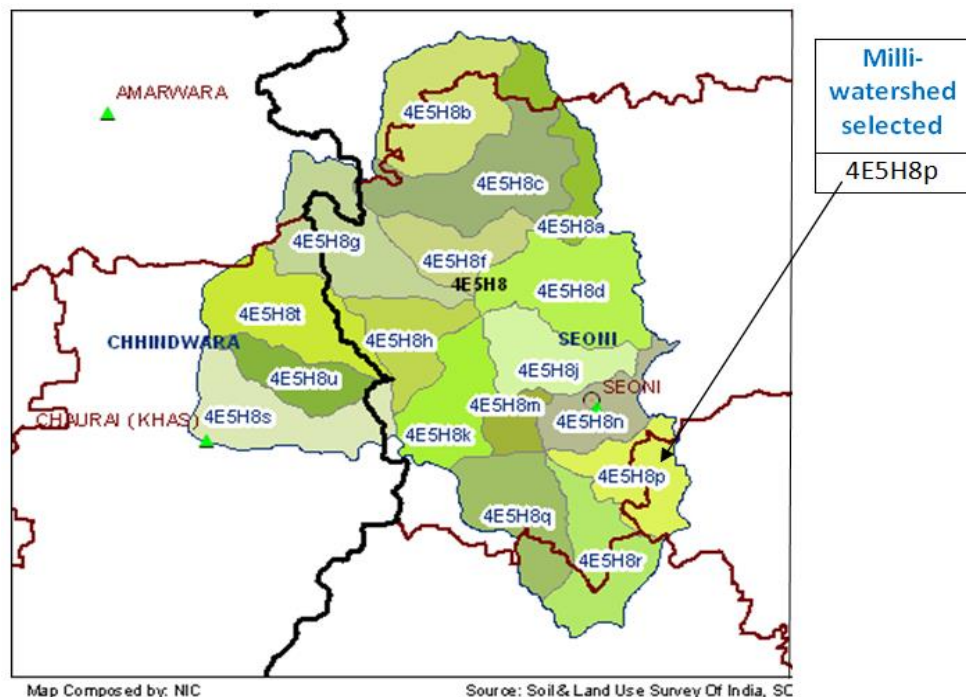 Milli-
watershed
selected
4E5H8p
AMARWARA
4E5H8b
4E5H8c
4E5H8a
4E5H8g
4E5H8f
4E5H8
4E5H8d
4E5H8t
CHHINDWARA
4E5H8h
SEONI
4E5H8j
4E5H8u
SEONI
4E5H8m
CHAURAI (KHAS)
4E5H8s
4E5H8n
4E5H8k
4E5H8p
4E5H8q
4E5H8r
Map Composed by: NIC
Source: Soil & Land Use Survey Of India, SC